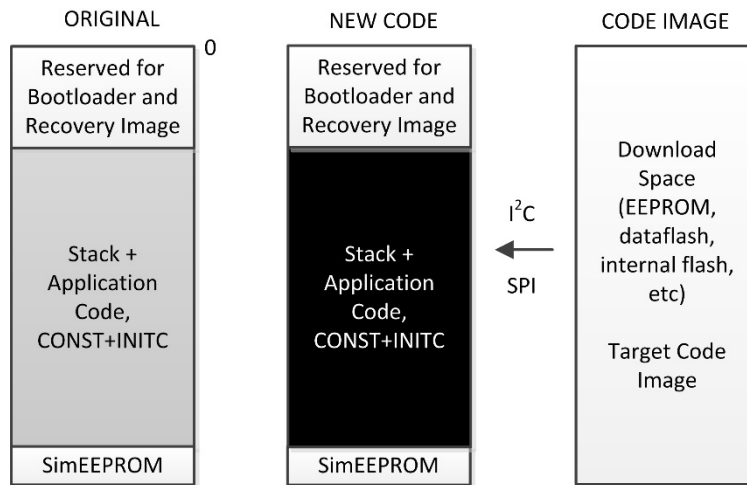 ORIGINAL
0
Reserved for
Bootloader and
Recovery Image
Stack +
Application
Code,
CONST+INITC
SimEEPROM
NEW CODE
Reserved for
Bootloader and
Recovery Image
Stack +
Application
Code,
CONST+INITC
SimEEPROM
I²C
SPI
CODE IMAGE
Download
Space
(EEPROM,
dataflash,
internal flash,
etc)
Target Code
Image